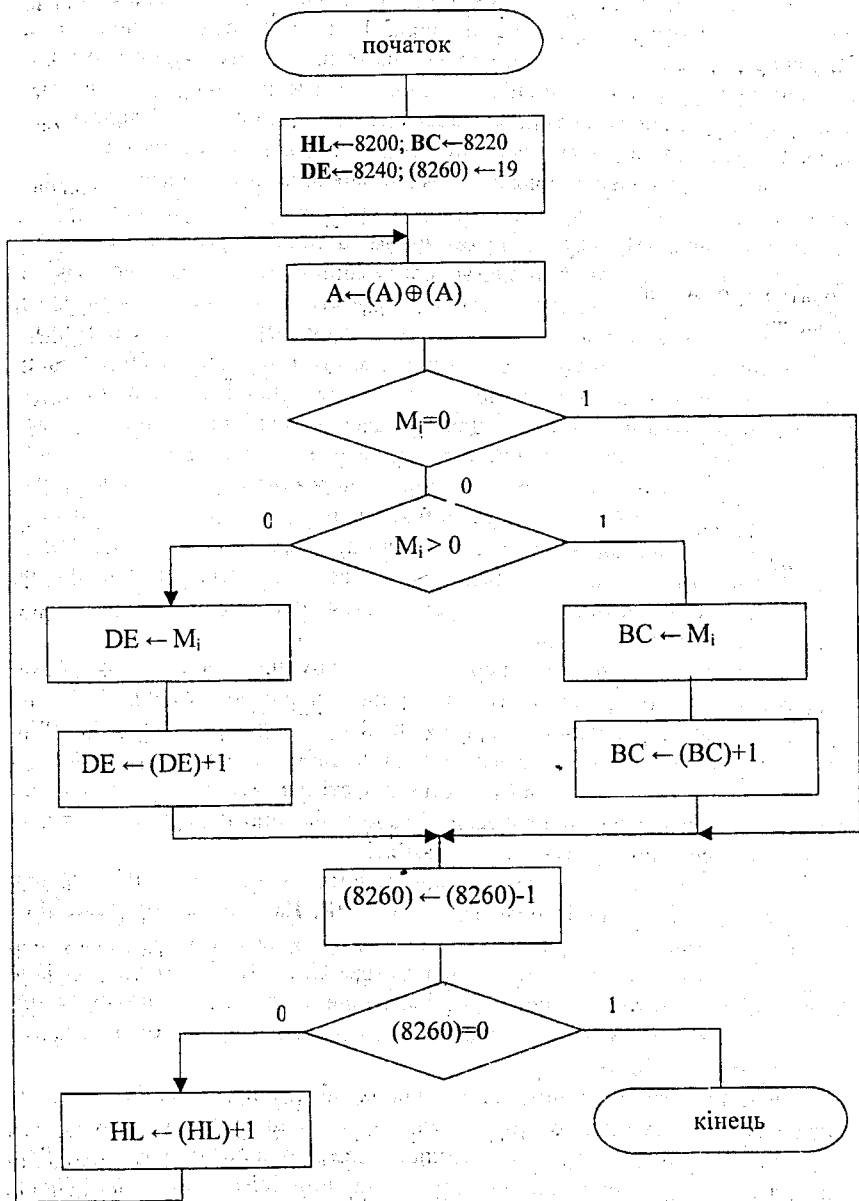 початок
HL←8200; BC←8220
DE←8240; (8260) ←19
A←(A)⊕(A)
Mᵢ=0
1
0
Mᵢ > 0
0
1
DE ← Mᵢ
BC ← Mᵢ
DE ← (DE)+1
BC ← (BC)+1
(8260) ← (8260)-1
(8260)=0
0
1
HL ← (HL)+1
кінець